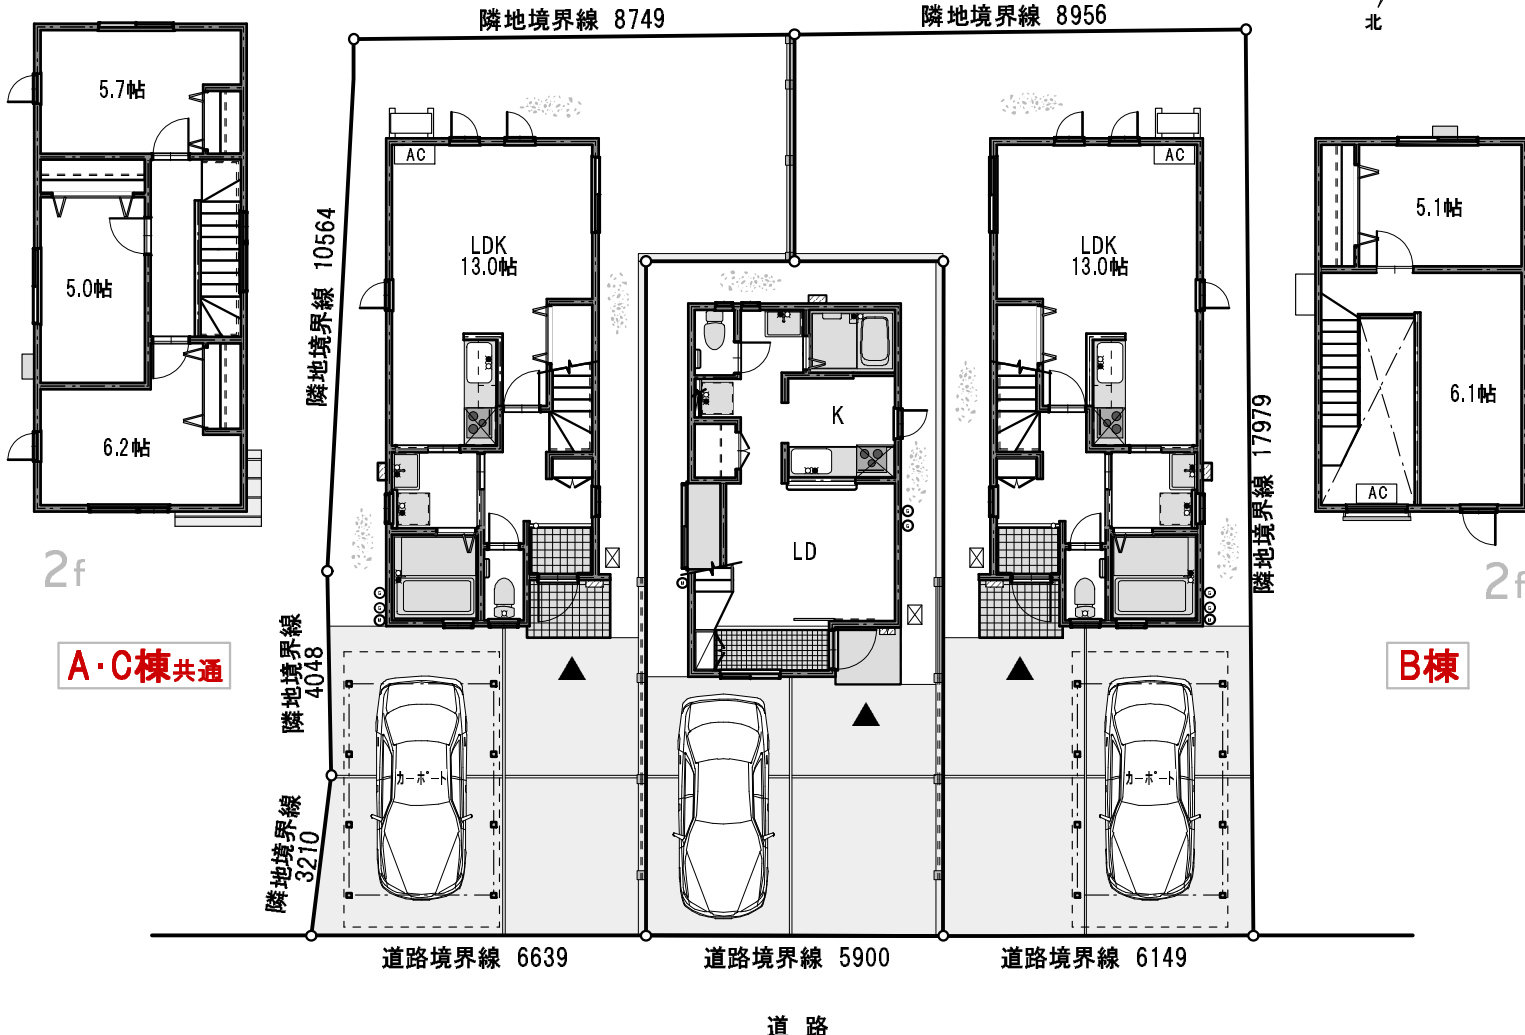 隣地境界線 8749
隣地境界線 8956
北
5.7帖
5.0帖
6.2帖
2f
A・C棟共通
隣地境界線 10564
隣地境界線
4048
隣地境界線
3210
AC
LDK
13.0帖
カーポート
K
LD
AC
LDK
13.0帖
カーポート
隣地境界線 17979
5.1帖
6.1帖
AC
2f
B棟
道路境界線 6639
道路境界線 5900
道路境界線 6149
道 路